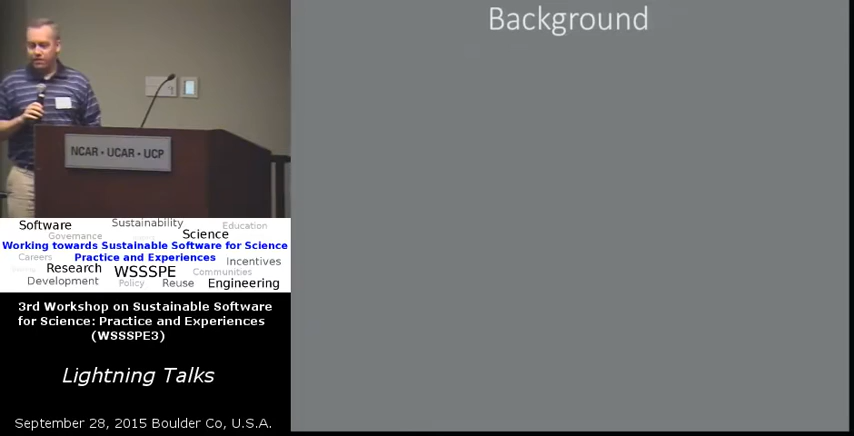 Background
NCAR - UCAR - UCP
Software
Sustainability
Education
Governance
Science
Working towards Sustainable Software for Science
Practice and Experiences
Careers
Incentives
Research
WSSSPE
Communities
Development
Policy
Reuse
Engineering
3rd Workshop on Sustainable Software
for Science: Practice and Experiences
(WSSSPE3)
Lightning Talks
September 28, 2015 Boulder Co, U.S.A.